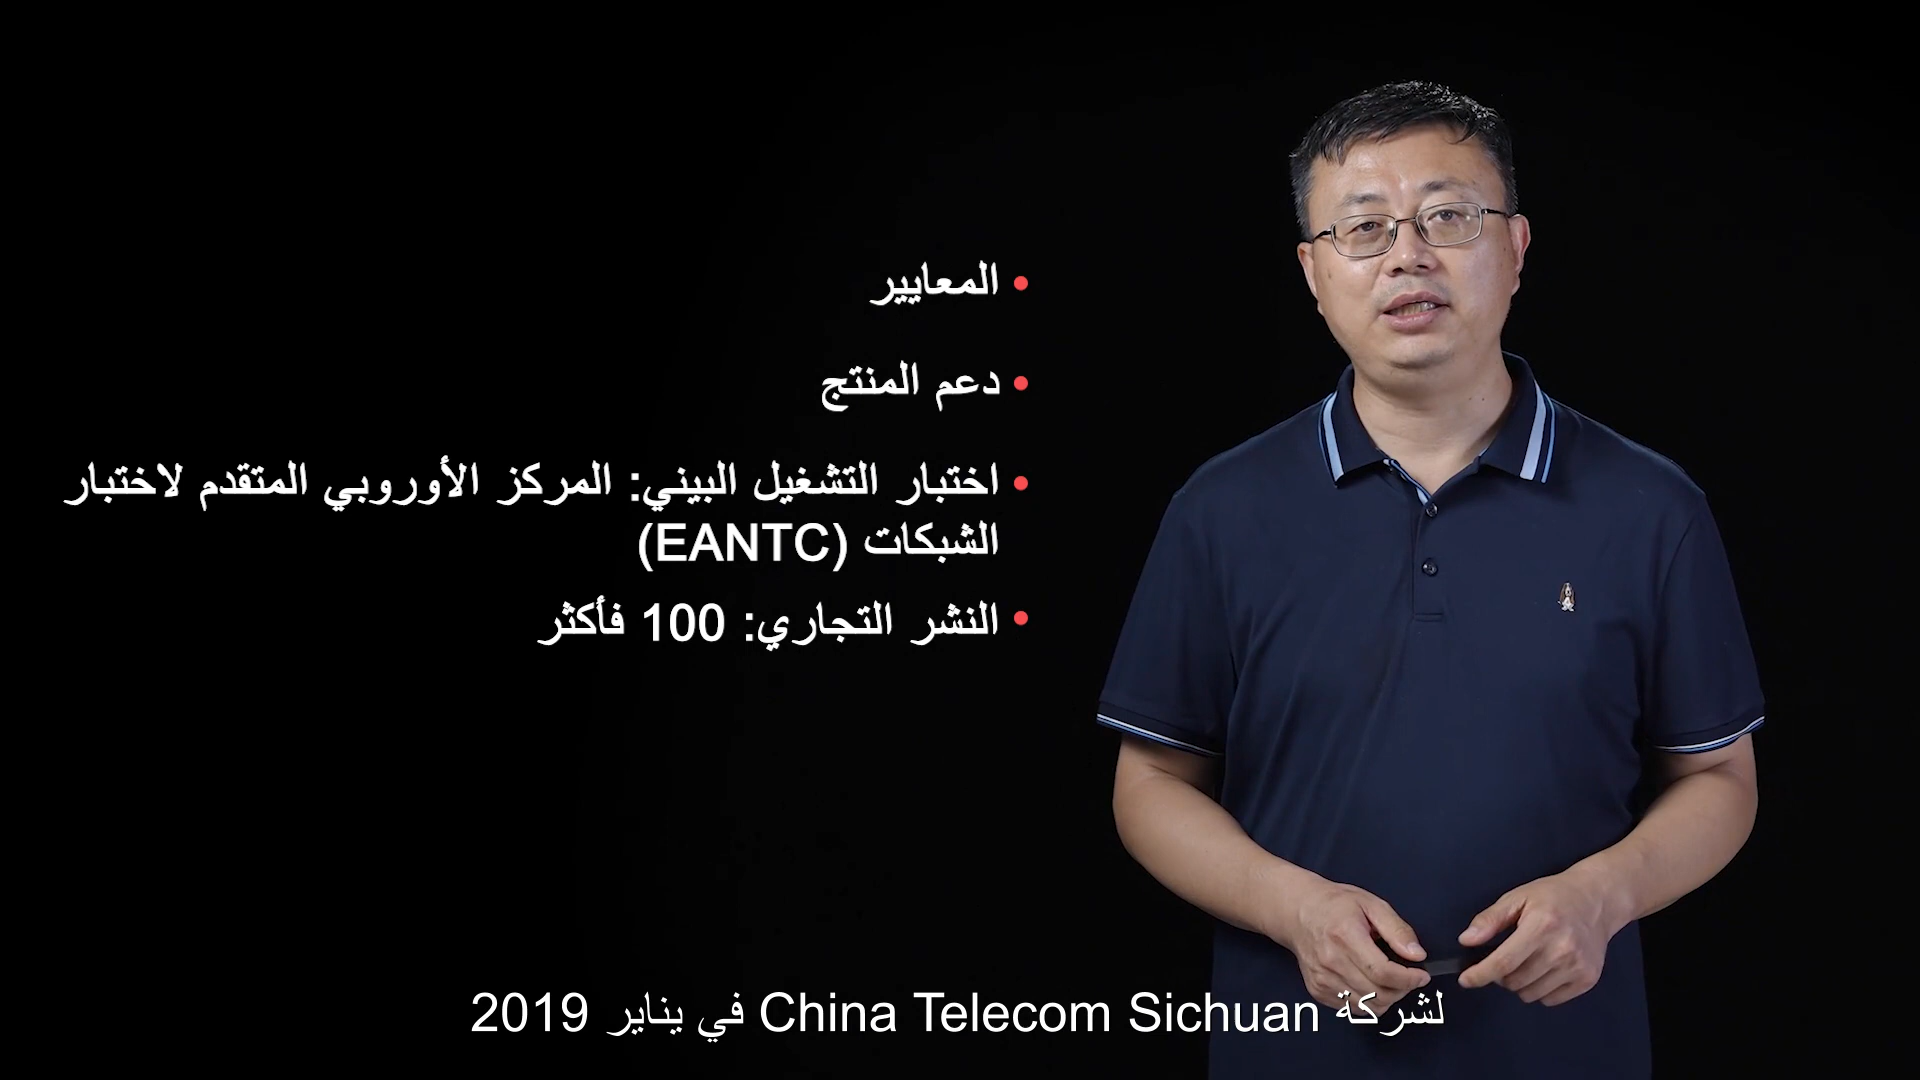 • المعايير
• دعم المنتج
• اختبار التشغيل البيني: المركز الأوروبي المتقدم لاختبار
الشبكات (EANTC)
• النشر التجاري: 100 فأكثر
لشركة China Telecom Sichuan في يناير 2019